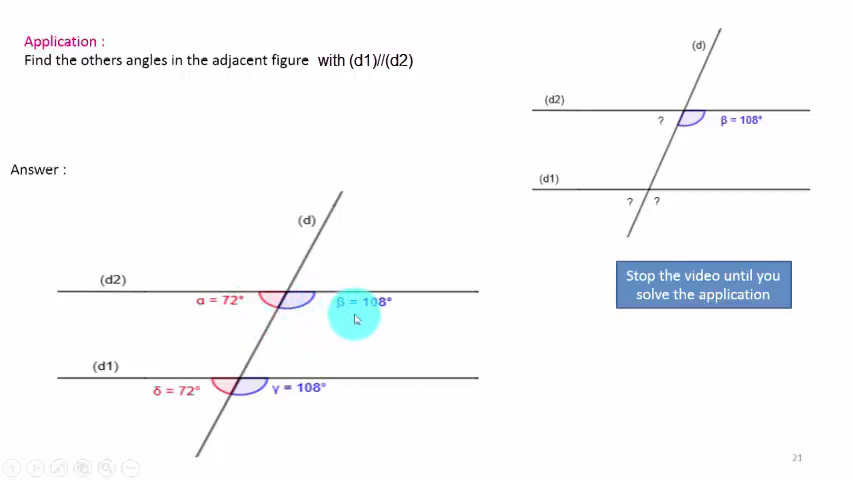 Application :
Find the others angles in the adjacent figure with (d1)//(d2)
(d)
(d2)
?
β = 108°
(d1)
?
?
Answer :
(d)
(d2)
α = 72°
β = 108°
(d1)
δ = 72°
γ = 108°
Stop the video until you
solve the application
21